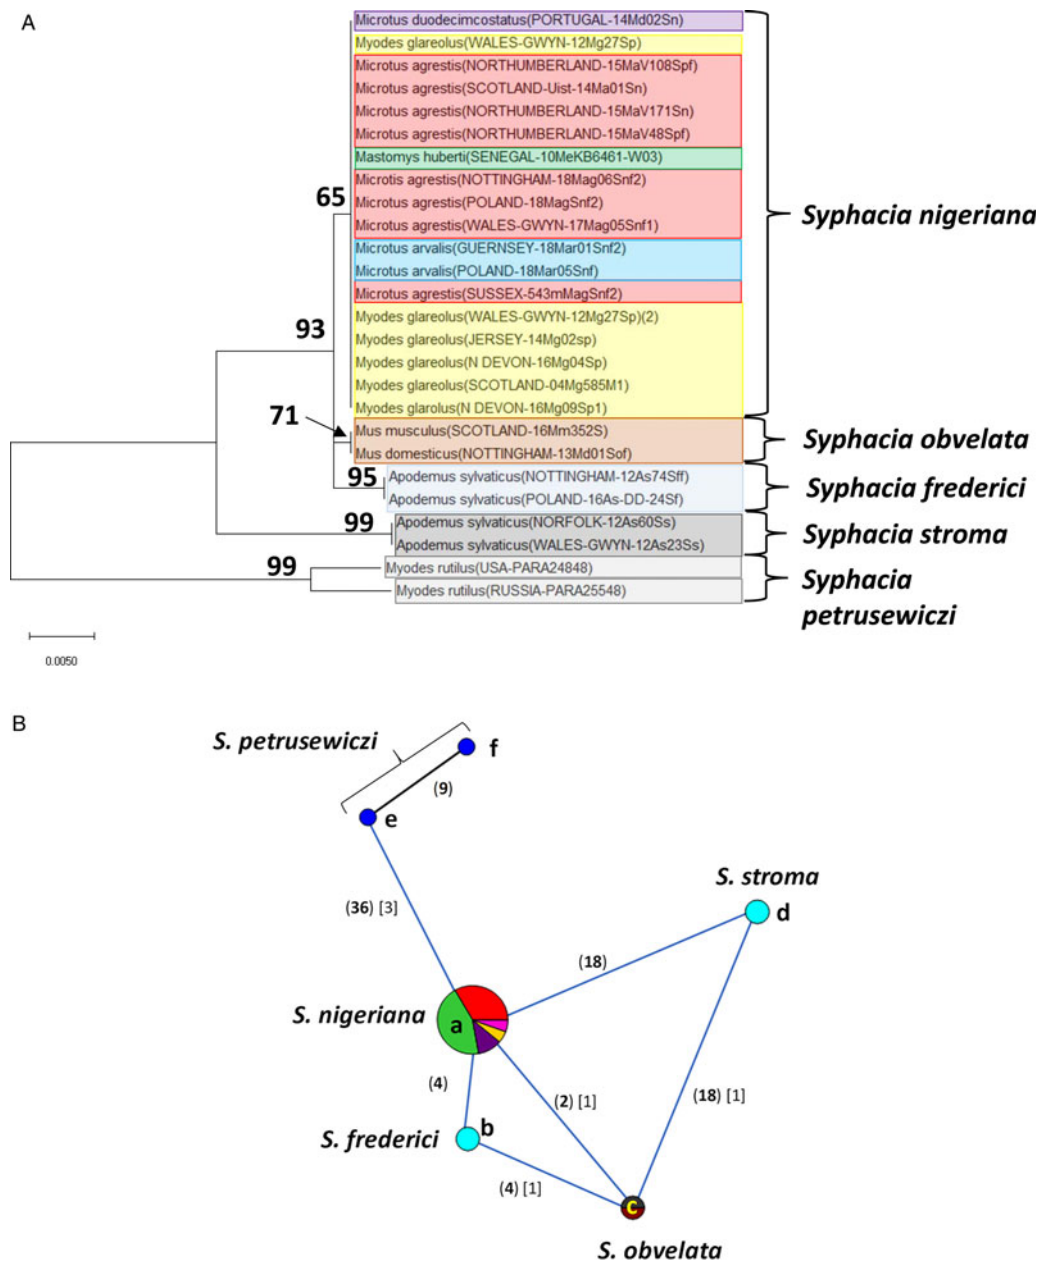 A
Microtus duodecimcostatus(PORTUGAL-14Md02Sn)
Myodes glareolus(WALES-GWYN-12Mg27Sp)
Microtus agrestis(NORTHUMBERLAND-15MaV108Spf)
Microtus agrestis(SCOTLAND-Uist-14Ma01Sn)
Microtus agrestis(NORTHUMBERLAND-15MaV171Sn)
Microtus agrestis(NORTHUMBERLAND-15MaV48Spf)
Mastomys huberti(SENEGAL-10MeKB6461-W03)
Microtis agrestis(NOTTINGHAM-18Mag06Snf2)
Microtus agrestis(POLAND-18MagSnf2)
Microtus agrestis(WALES-GWYN-17Mag05Snf1)
Microtus arvalis(GUERNSEY-18Mar01Snf2)
Microtus arvalis(POLAND-18Mar05Snf)
Microtus agrestis(SUSSEX-543mMagSnf2)
Myodes glareolus(WALES-GWYN-12Mg27Sp)(2)
Myodes glareolus(JERSEY-14Mg02sp)
Myodes glareolus(N DEVON-16Mg04Sp)
Myodes glareolus(SCOTLAND-04Mg585M1)
Myodes glarolus(N DEVON-16Mg09Sp1)
Mus musculus(SCOTLAND-16Mm352S)
Mus domesticus(NOTTINGHAM-13Md01Sof)
Apodemus sylvaticus(NOTTINGHAM-12As74Sff)
Apodemus sylvaticus(POLAND-16As-DD-24Sf)
Apodemus sylvaticus(NORFOLK-12As60Ss)
Apodemus sylvaticus(WALES-GWYN-12As23Ss)
Myodes rutilus(USA-PARA24848)
Myodes rutilus(RUSSIA-PARA25548)
65
93
71
95
99
99
Syphacia nigeriana
Syphacia obvelata
Syphacia frederici
Syphacia stroma
Syphacia
petrusewiczi
0.0050
B
S. petrusewiczi
f
(9)
e
S. stroma
d
(36) [3]
(18)
S. nigeriana
a
(4)
(2) [1]
(18) [1]
S. frederici
b
(4) [1]
c
S. obvelata